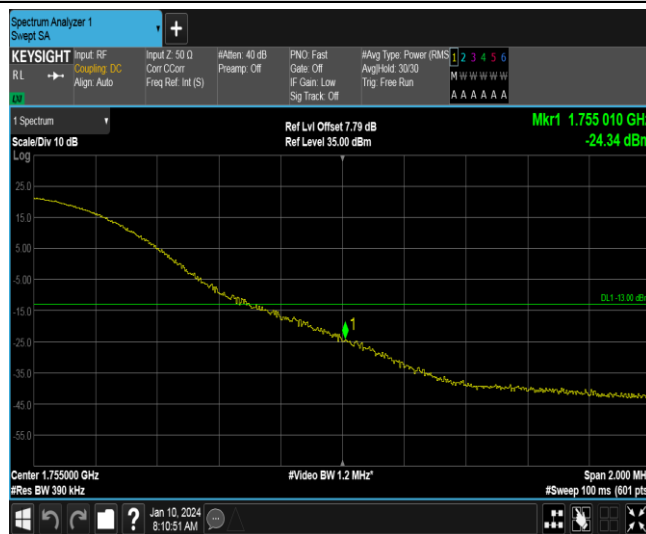 Spectrum Analyzer 1
Swept SA
KEYSIGHT
RL
LXI
Input: RF
Coupling: DC
Align: Auto
Input Z: 50 Ω
Corr CCorr
Freq Ref: Int (S)
#Atten: 40 dB
Preamp: Off
PNO: Fast
Gate: Off
IF Gain: Low
Sig Track: Off
#Avg Type: Power (RMS
Avg|Hold: 30/30
Trig: Free Run
1 2 3 4 5 6
M W W W W W
A A A A A A
1 Spectrum
Scale/Div 10 dB
Log
Ref Lvl Offset 7.79 dB
Ref Level 35.00 dBm
Mkr1 1.755 010 GHz
-24.34 dBm
25.0
15.0
5.00
-5.00
-15.0
-25.0
-35.0
-45.0
-55.0
DL1 -13.00 dBm
1
Center 1.755000 GHz
#Res BW 390 kHz
#Video BW 1.2 MHz*
Span 2.000 MH
#Sweep 100 ms (601 pts
?
Jan 10, 2024
8:10:51 AM